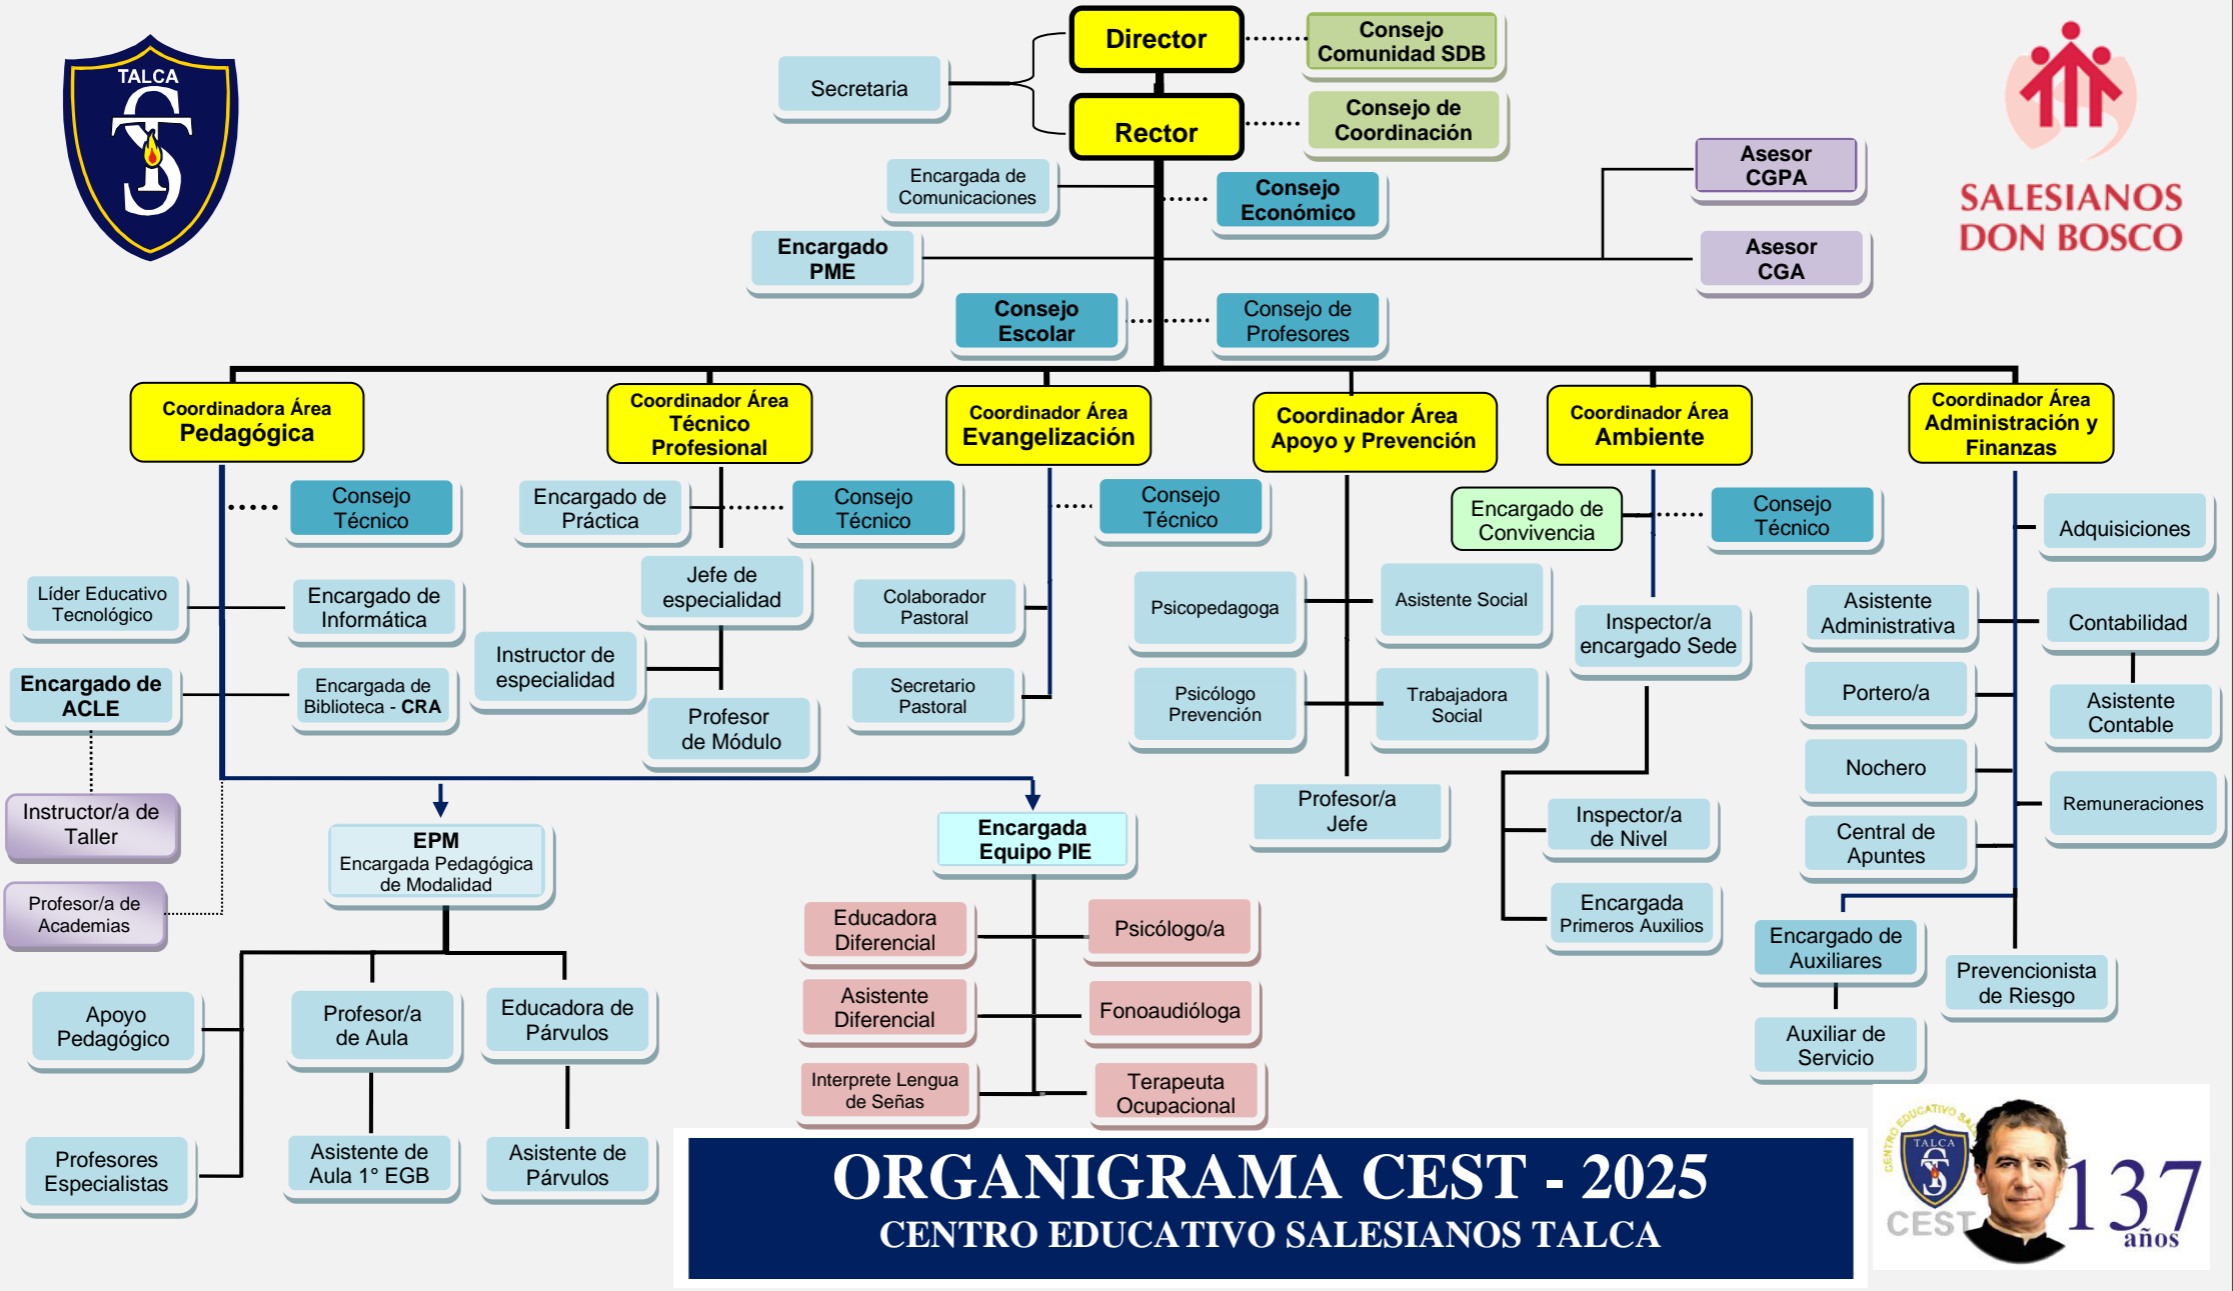 TALCA
Director
Consejo
Comunidad SDB
Secretaria
Rector
Consejo de
Coordinación
SALESIANOS
DON BOSCO
Encargada de
Comunicaciones
Consejo
Económico
Asesor
CGPA
Encargado
PME
Asesor
CGA
Consejo
Escolar
Consejo de
Profesores
Coordinadora Área
Pedagógica
Coordinador Área
Técnico
Profesional
Coordinador Área
Evangelización
Coordinador Área
Apoyo y Prevención
Coordinador Área
Ambiente
Coordinador Área
Administración y
Finanzas
Consejo
Técnico
Líder Educativo
Tecnológico
Encargado de
Informática
Encargado de
ACLE
Encargada de
Biblioteca - CRA
Instructor/a de
Taller
Profesor/a de
Academias
Encargado de
Práctica
Consejo
Técnico
Jefe de
especialidad
Instructor de
especialidad
Profesor
de Módulo
Consejo
Técnico
Colaborador
Pastoral
Secretario
Pastoral
Psicopedagoga
Asistente Social
Psicólogo
Prevención
Trabajadora
Social
Profesor/a
Jefe
Encargado de
Convivencia
Consejo
Técnico
Inspector/a
encargado Sede
Inspector/a
de Nivel
Encargada
Primeros Auxilios
Adquisiciones
Asistente
Administrativa
Contabilidad
Portero/a
Asistente
Contable
Nochero
Remuneraciones
Central de
Apuntes
Encargado de
Auxiliares
Prevencionista
de Riesgo
Auxiliar de
Servicio
EPM
Encargada Pedagógica
de Modalidad
Encargada
Equipo PIE
Apoyo
Pedagógico
Profesor/a
de Aula
Educadora de
Párvulos
Profesores
Especialistas
Asistente de
Aula 1° EGB
Asistente de
Párvulos
Educadora
Diferencial
Psicólogo/a
Asistente
Diferencial
Fonoaudióloga
Interprete Lengua
de Señas
Terapeuta
Ocupacional
ORGANIGRAMA CEST - 2025
CENTRO EDUCATIVO SALESIANOS TALCA
CENTRO EDUCATIVO
TALCA
CEST
137
años